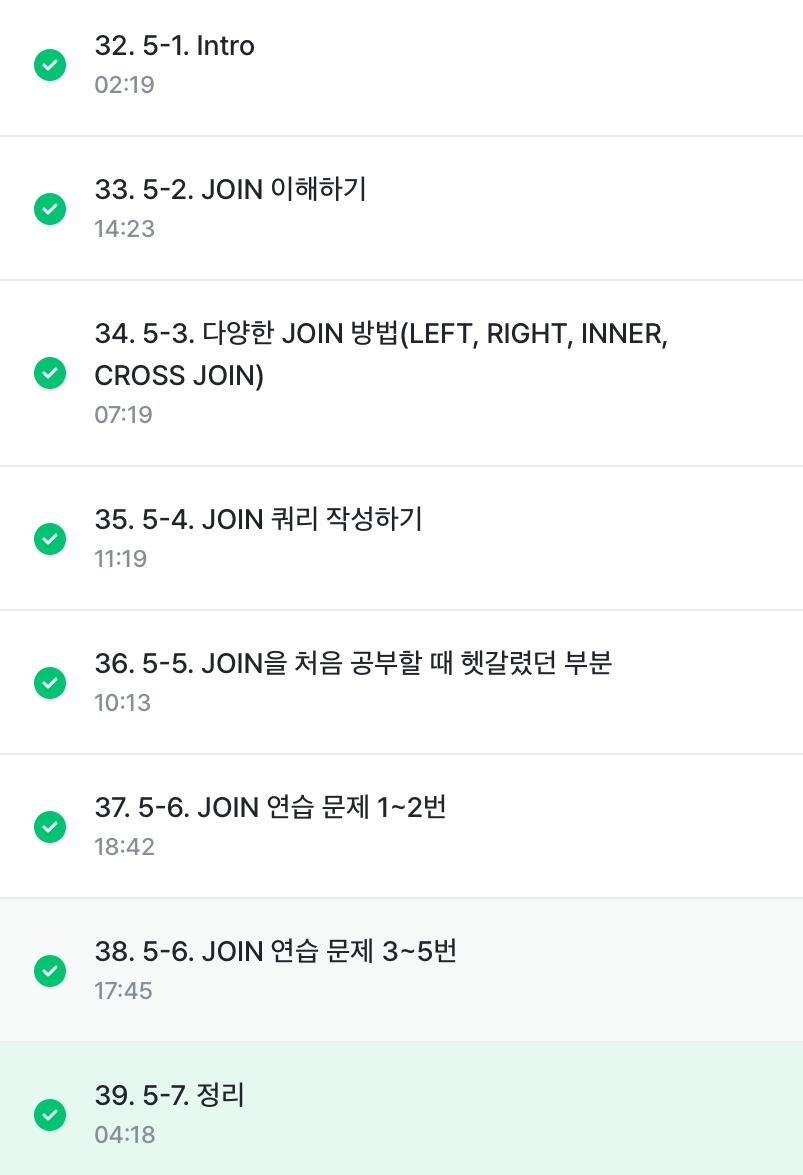 32. 5-1. Intro
02:19
33. 5-2. JOIN 이해하기
14:23
34. 5-3. 다양한 JOIN 방법(LEFT, RIGHT, INNER,
CROSS JOIN)
07:19
35. 5-4. JOIN 쿼리 작성하기
11:19
36. 5-5. JOIN을 처음 공부할 때 헷갈렸던 부분
10:13
37. 5-6. JOIN 연습 문제 1~2번
18:42
38. 5-6. JOIN 연습 문제 3~5번
17:45
39. 5-7. 정리
04:18